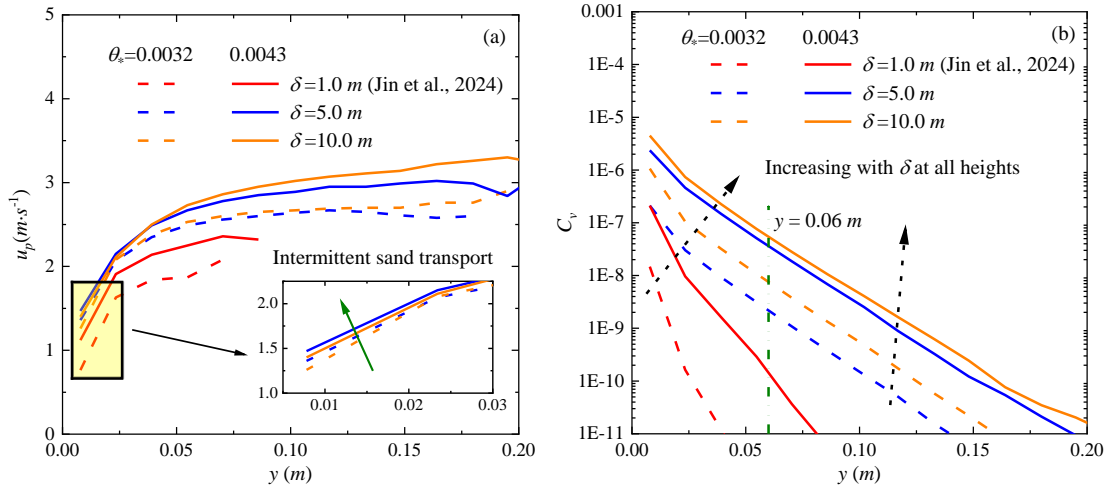 (a)
θ*=0.0032 0.0043
δ=1.0 m (Jin et al., 2024)
δ=5.0 m
δ=10.0 m
5
4
3
2
1
0
u_p(m·s⁻¹)
Intermittent sand transport
2.0
1.5
1.0
0.01 0.02 0.03
0.00 0.05 0.10 0.15 0.20
y (m)
(b)
θ*=0.0032 0.0043
δ=1.0 m (Jin et al., 2024)
δ=5.0 m
δ=10.0 m
Increasing with δ at all heights
y = 0.06 m
0.001
1E-4
1E-5
1E-6
1E-7
1E-8
1E-9
1E-10
1E-11
C_v
0.00 0.05 0.10 0.15 0.20
y (m)